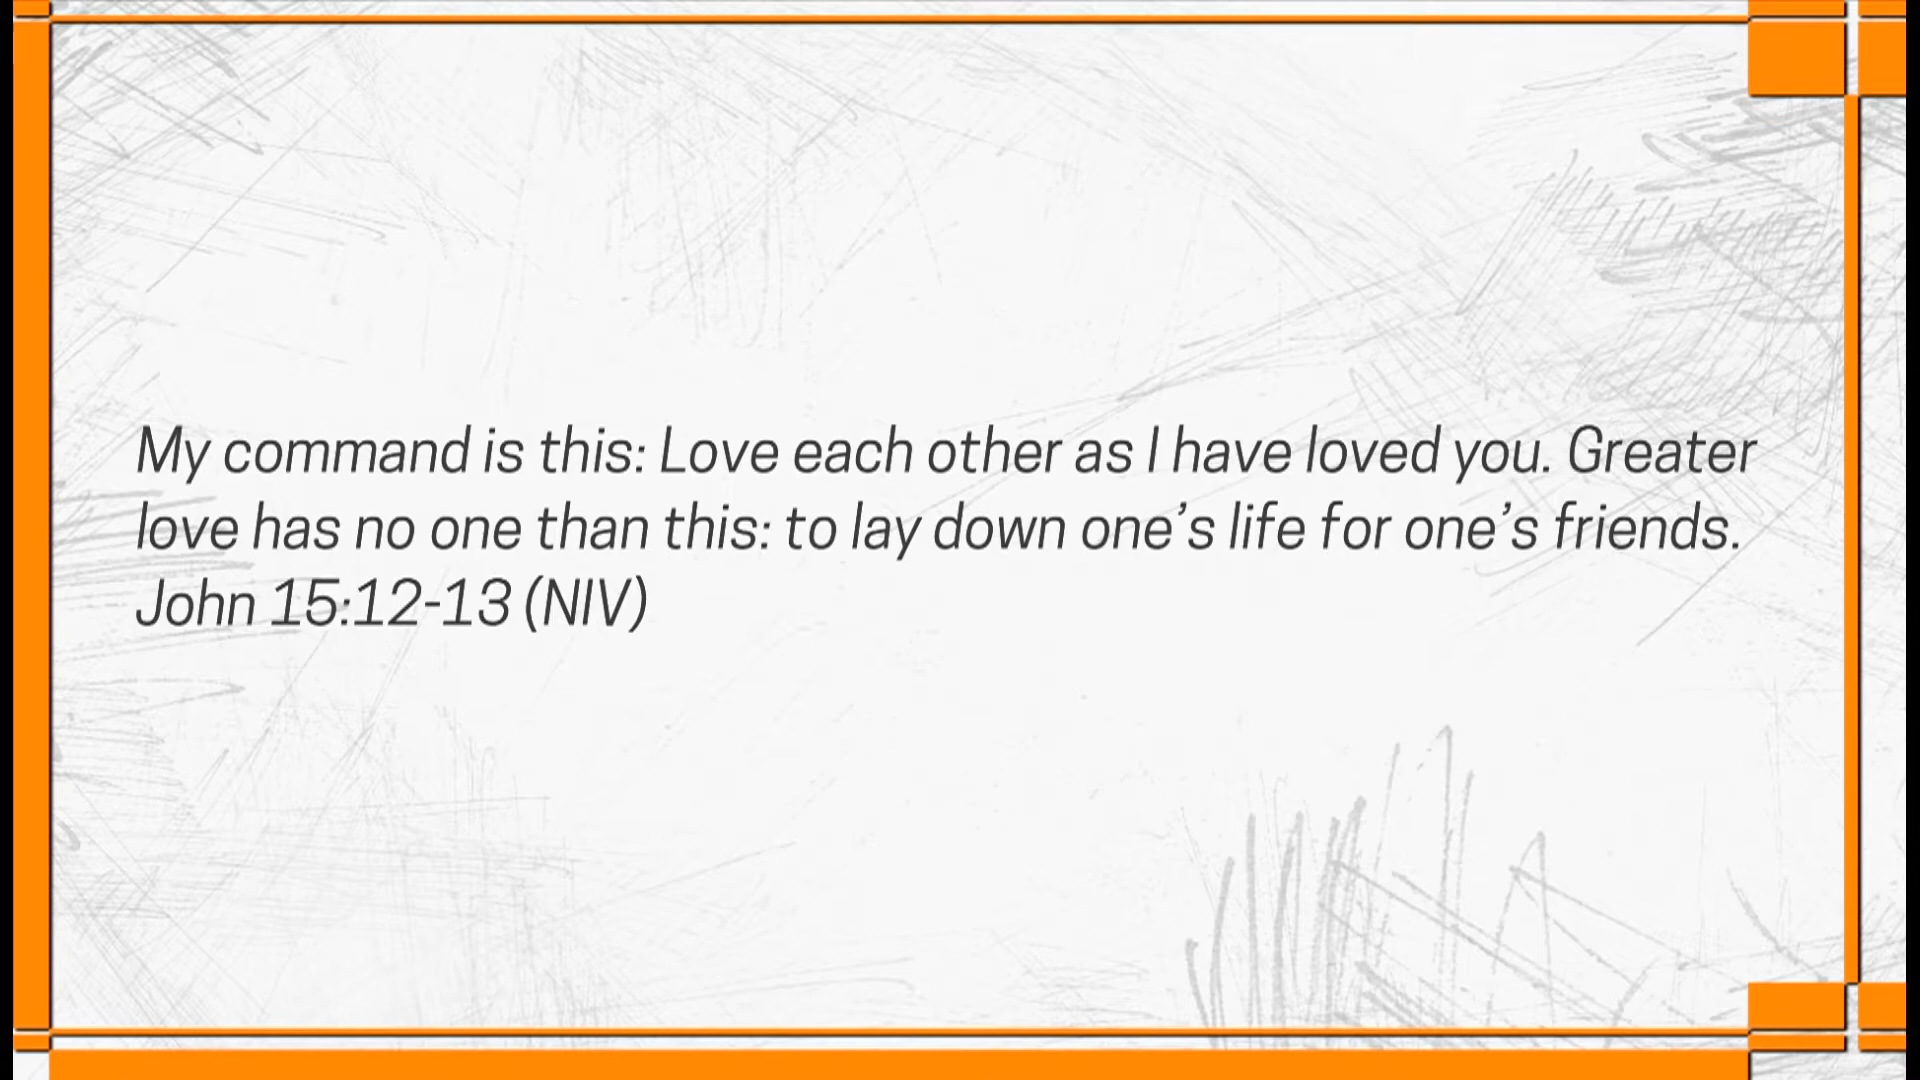 My command is this: Love each other as I have loved you. Greater
love has no one than this: to lay down one’s life for one’s friends.
John 15:12-13 (NIV)